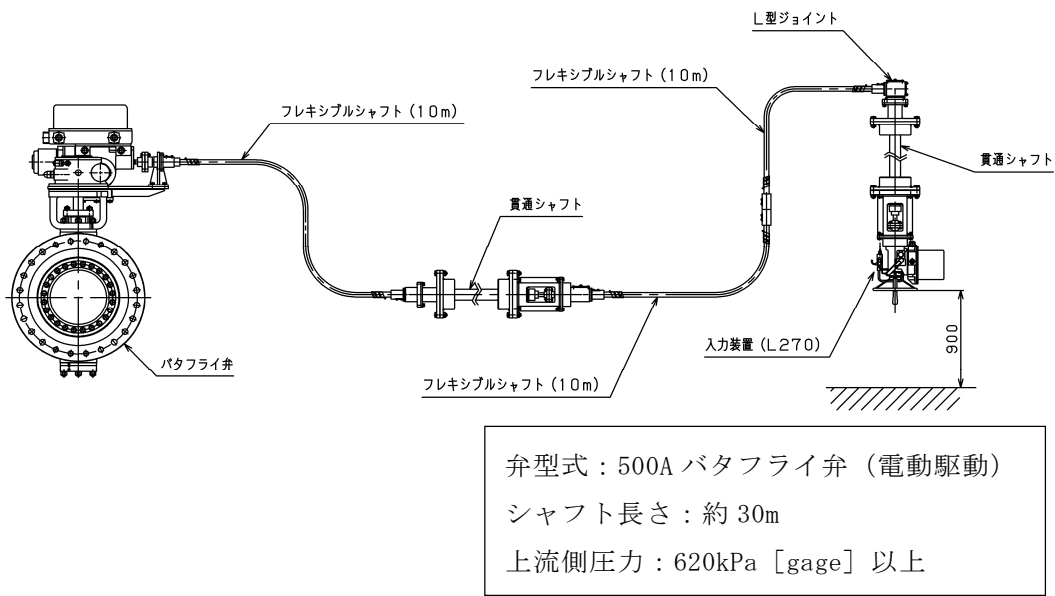 L型ジョイント
フレキシブルシャフト(10m)
フレキシブルシャフト(10m)
貫通シャフト
貫通シャフト
入力装置(L270)
900
バタフライ弁
フレキシブルシャフト(10m)
弁型式:500A バタフライ弁(電動駆動)
シャフト長さ:約 30m
上流側圧力:620kPa[gage]以上